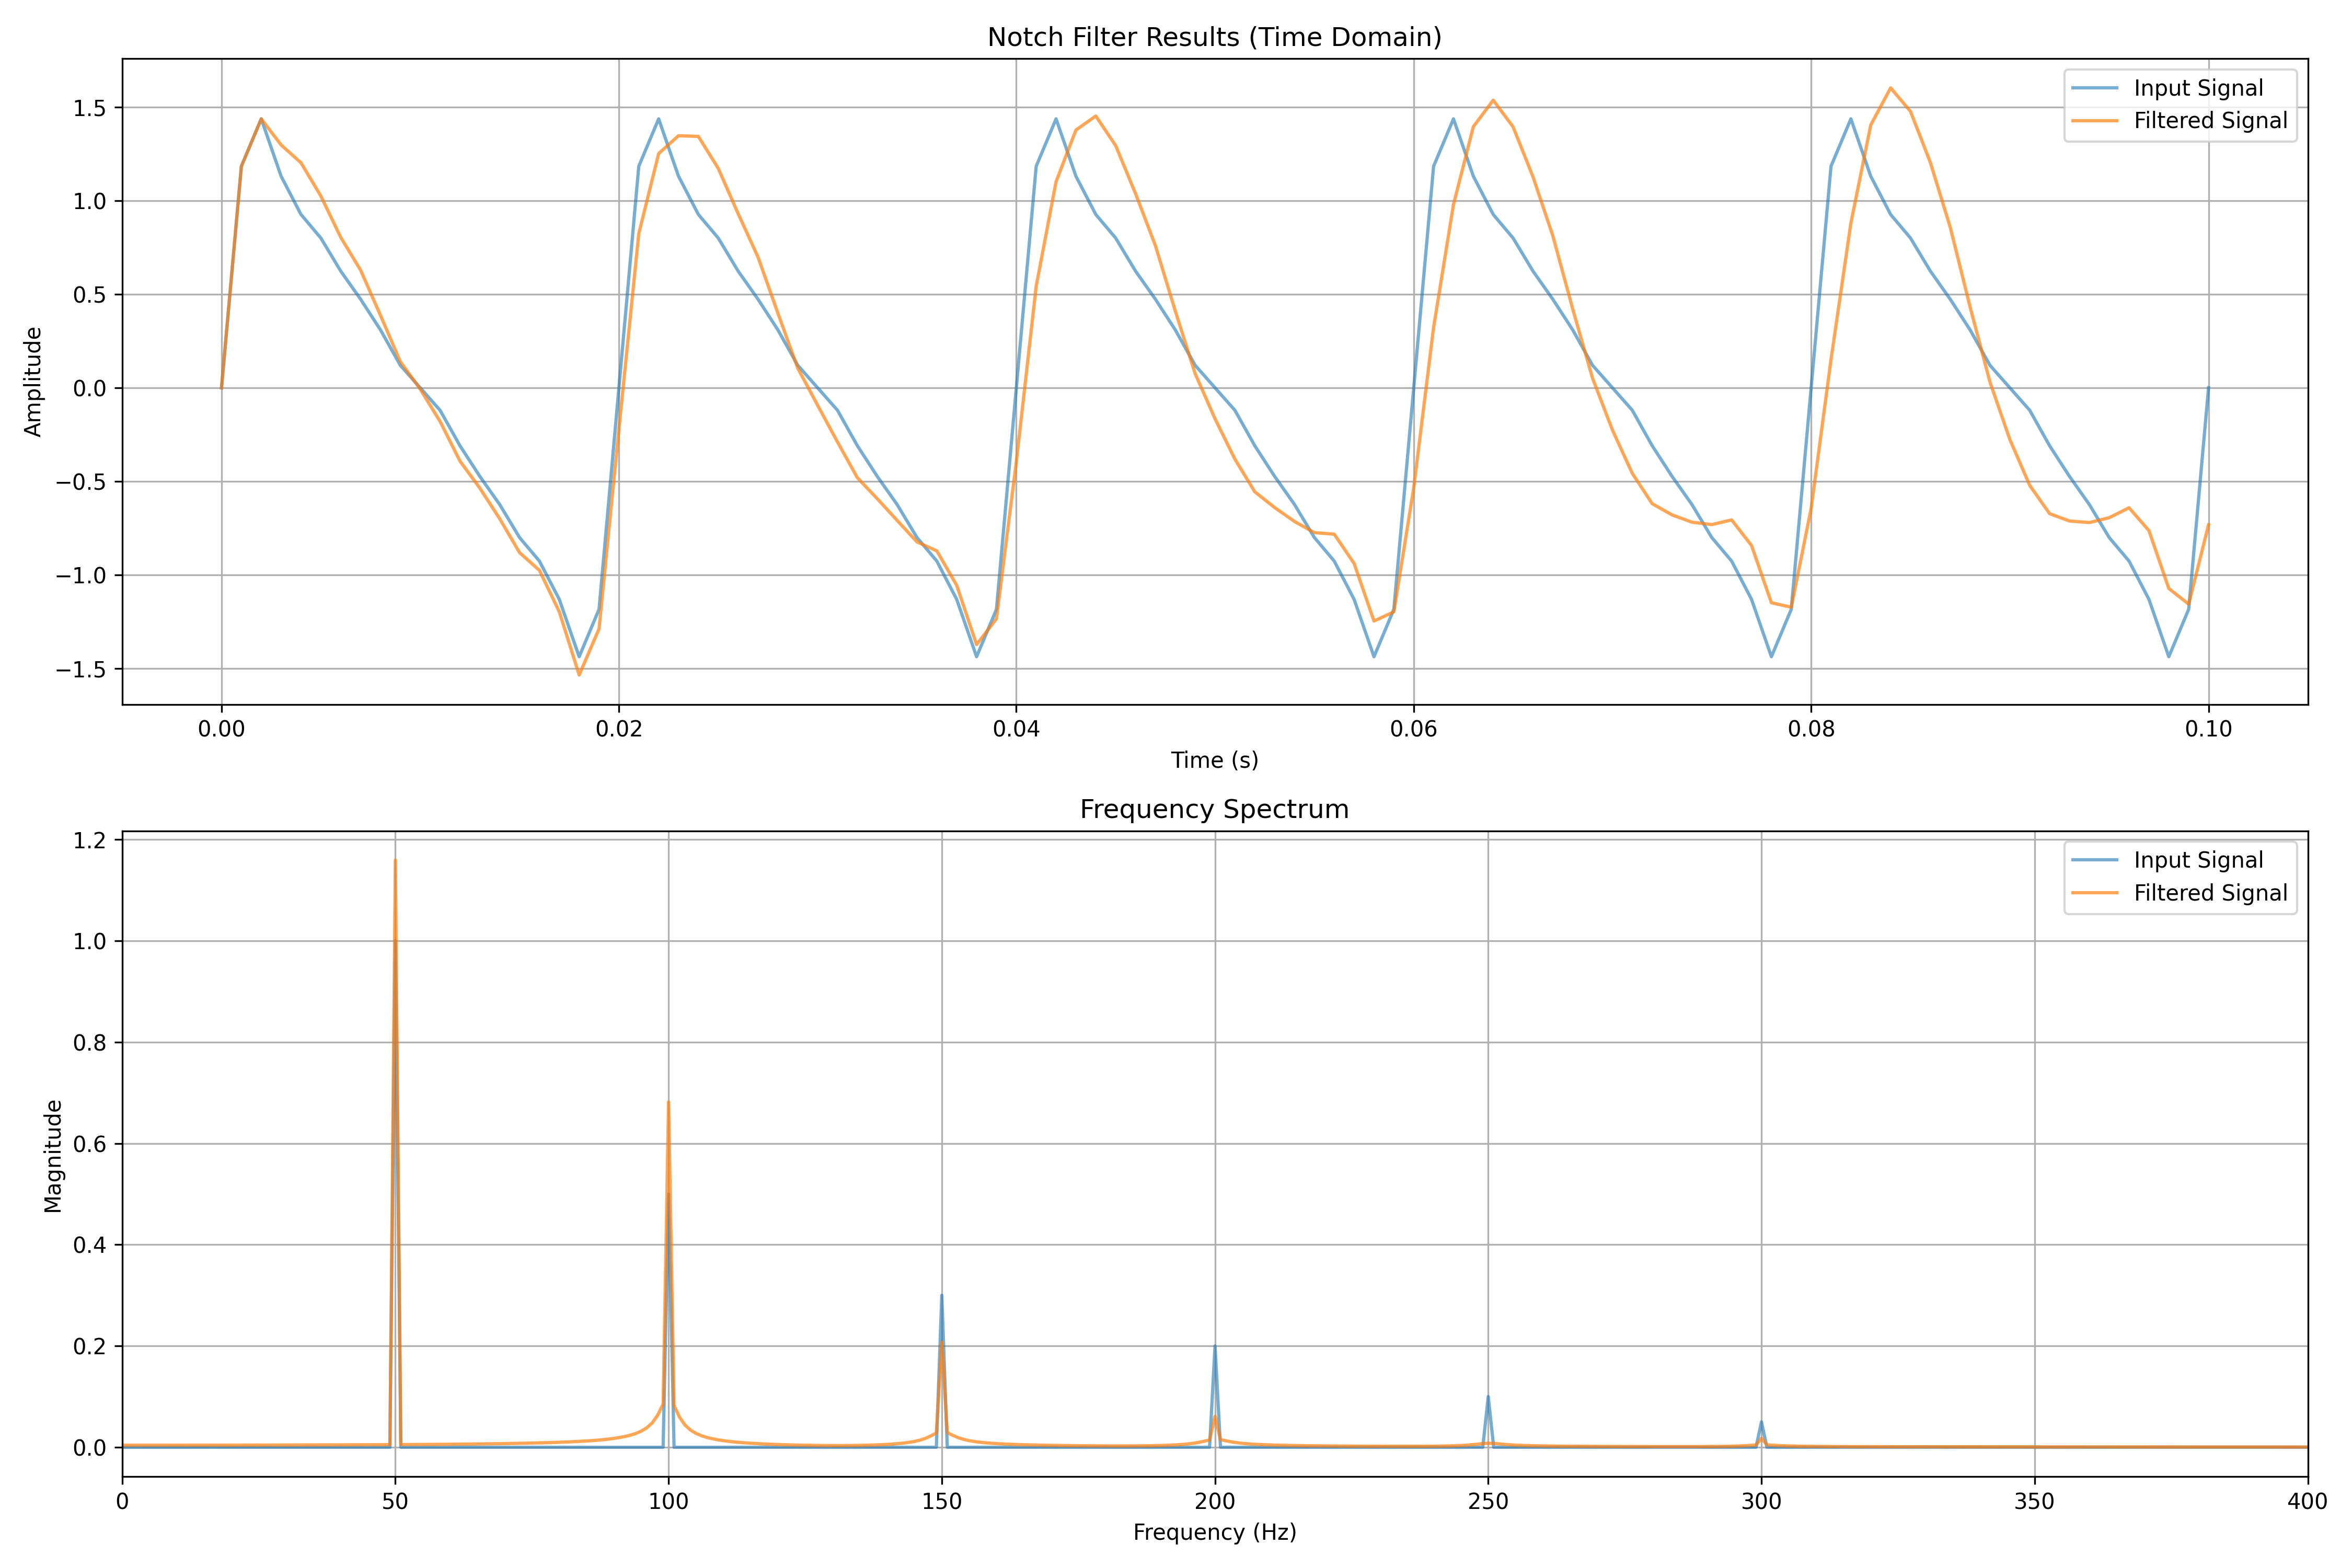 Notch Filter Results (Time Domain)
Input Signal
Filtered Signal
Amplitude
1.5
1.0
0.5
0.0
−0.5
−1.0
−1.5
0.00 0.02 0.04 0.06 0.08 0.10
Time (s)
Frequency Spectrum
Input Signal
Filtered Signal
Magnitude
1.2
1.0
0.8
0.6
0.4
0.2
0.0
0 50 100 150 200 250 300 350 400
Frequency (Hz)